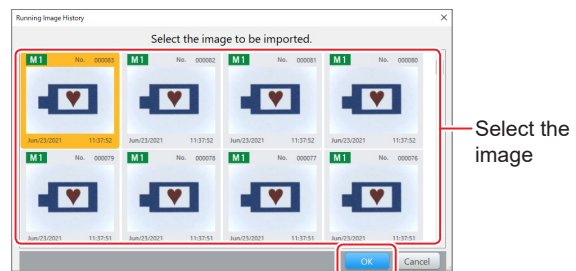 Running Image History
Select the image to be imported.
M1 No. 000083
M1 No. 000082
M1 No. 000081
M1 No. 000080
Jun/23/2021 11:37:52
Jun/23/2021 11:37:52
Jun/23/2021 11:37:52
Jun/23/2021 11:37:52
Select the
image
M1 No. 000079
M1 No. 000078
M1 No. 000077
M1 No. 000076
Jun/23/2021 11:37:51
Jun/23/2021 11:37:51
Jun/23/2021 11:37:51
Jun/23/2021 11:37:51
OK Cancel